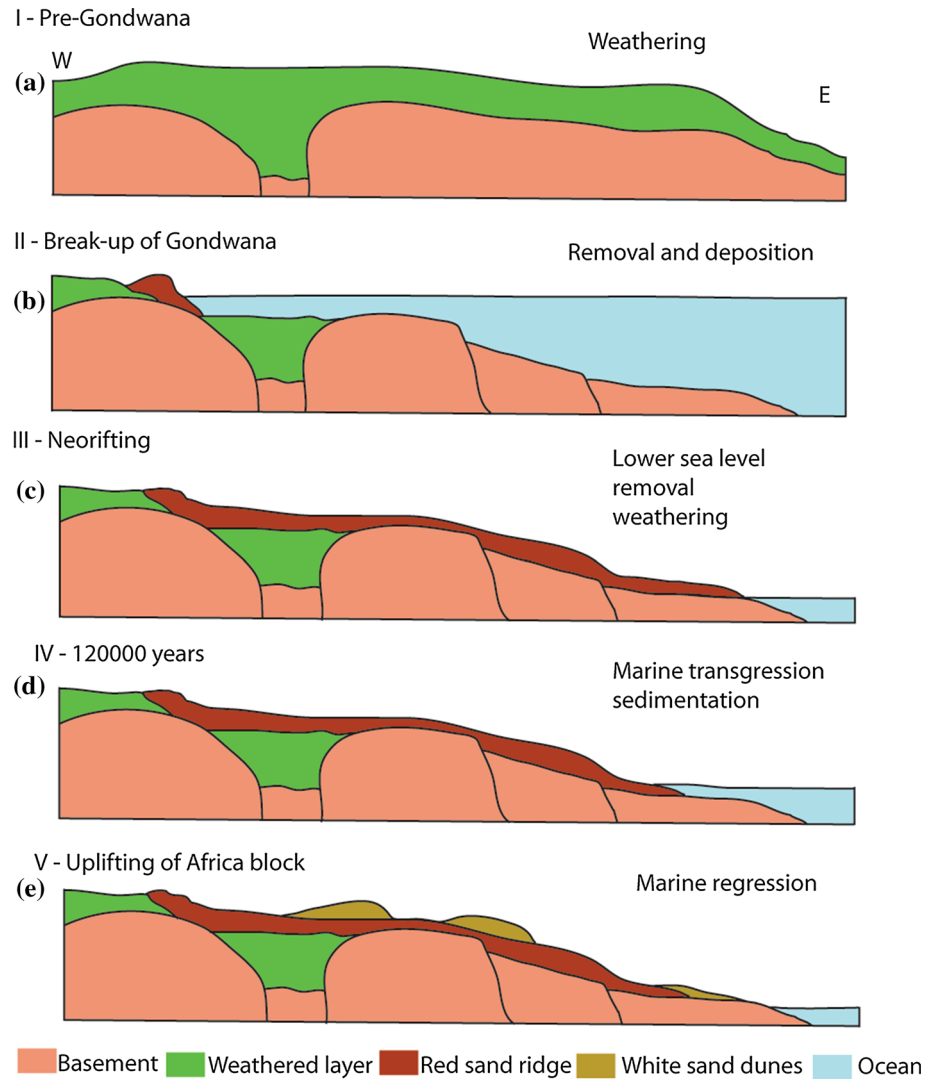 I - Pre-Gondwana
Weathering
W
(a)
E
II - Break-up of Gondwana
Removal and deposition
(b)
III - Neorifting
Lower sea level
removal
weathering
(c)
IV - 120000 years
Marine transgression
sedimentation
(d)
V - Uplifting of Africa block
Marine regression
(e)
Basement Weathered layer Red sand ridge White sand dunes Ocean